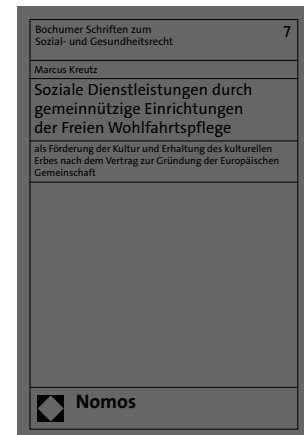 Bochumer Schriften zum
Sozial- und Gesundheitsrecht
7
Marcus Kreutz
Soziale Dienstleistungen durch
gemeinnützige Einrichtungen
der Freien Wohlfahrtspflege
als Förderung der Kultur und Erhaltung des kulturellen
Erbes nach dem Vertrag zur Gründung der Europäischen
Gemeinschaft
Nomos